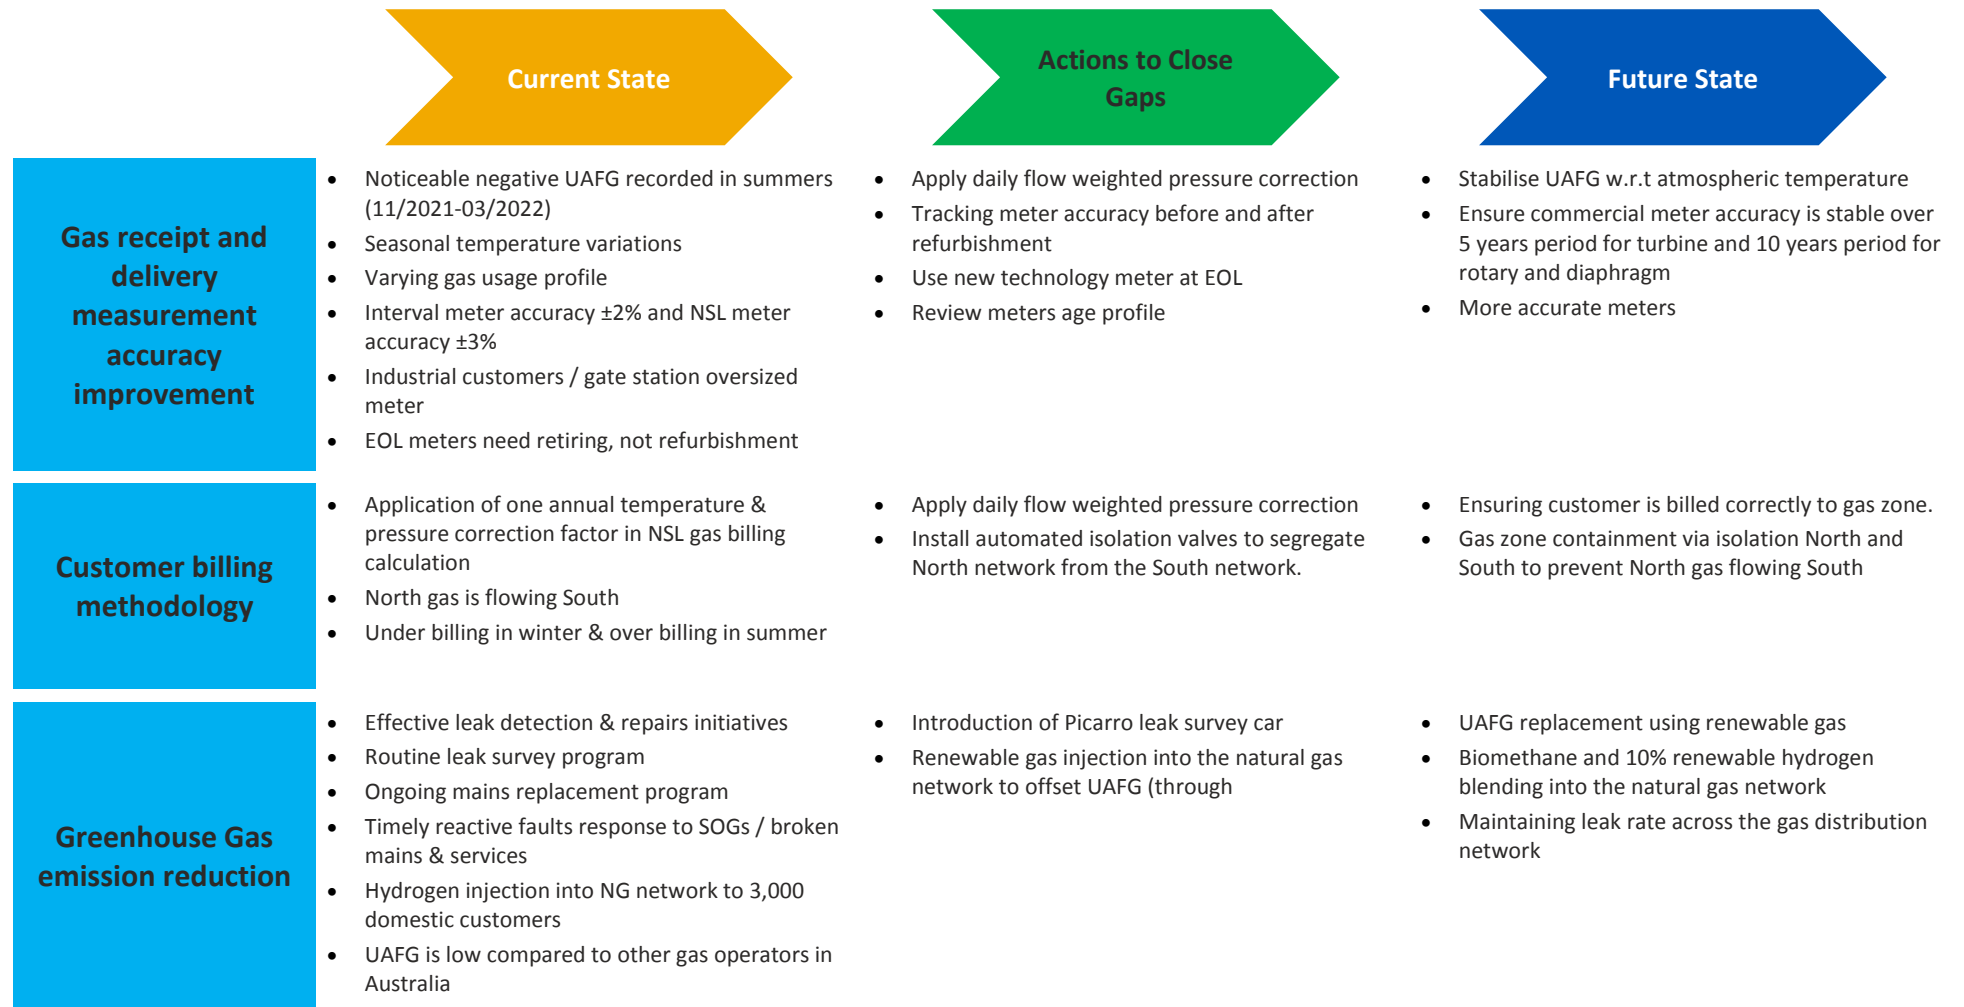 Current State
Actions to Close
Gaps
Future State
Gas receipt and
delivery
measurement
accuracy
improvement
• Noticeable negative UAFG recorded in summers
(11/2021-03/2022)
• Seasonal temperature variations
• Varying gas usage profile
• Interval meter accuracy ±2% and NSL meter
accuracy ±3%
• Industrial customers / gate station oversized
meter
• EOL meters need retiring, not refurbishment
• Apply daily flow weighted pressure correction
• Tracking meter accuracy before and after
refurbishment
• Use new technology meter at EOL
• Review meters age profile
• Stabilise UAFG w.r.t atmospheric temperature
• Ensure commercial meter accuracy is stable over
5 years period for turbine and 10 years period for
rotary and diaphragm
• More accurate meters
Customer billing
methodology
• Application of one annual temperature &
pressure correction factor in NSL gas billing
calculation
• North gas is flowing South
• Under billing in winter & over billing in summer
• Apply daily flow weighted pressure correction
• Install automated isolation valves to segregate
North network from the South network.
• Ensuring customer is billed correctly to gas zone.
• Gas zone containment via isolation North and
South to prevent North gas flowing South
Greenhouse Gas
emission reduction
• Effective leak detection & repairs initiatives
• Routine leak survey program
• Ongoing mains replacement program
• Timely reactive faults response to SOGs / broken
mains & services
• Hydrogen injection into NG network to 3,000
domestic customers
• UAFG is low compared to other gas operators in
Australia
• Introduction of Picarro leak survey car
• Renewable gas injection into the natural gas
network to offset UAFG (through
• UAFG replacement using renewable gas
• Biomethane and 10% renewable hydrogen
blending into the natural gas network
• Maintaining leak rate across the gas distribution
network